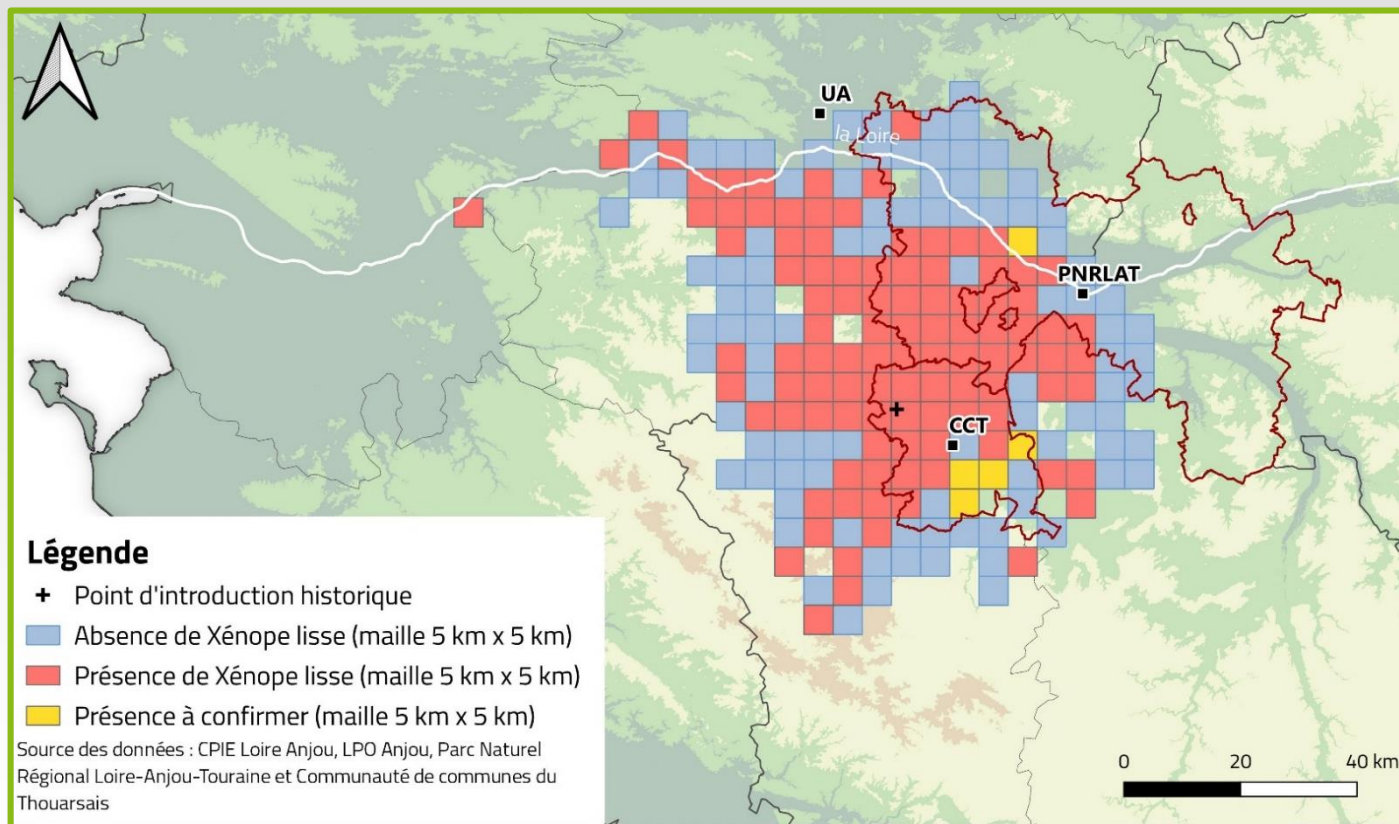 UA
la Loire
PNRLAT
CCT
Légende
Point d'introduction historique
Absence de Xénope lisse (maille 5 km x 5 km)
Présence de Xénope lisse (maille 5 km x 5 km)
Présence à confirmer (maille 5 km x 5 km)
Source des données : CPIE Loire Anjou, LPO Anjou, Parc Naturel
Régional Loire-Anjou-Touraine et Communauté de communes du
Thouarsais
0 20 40 km